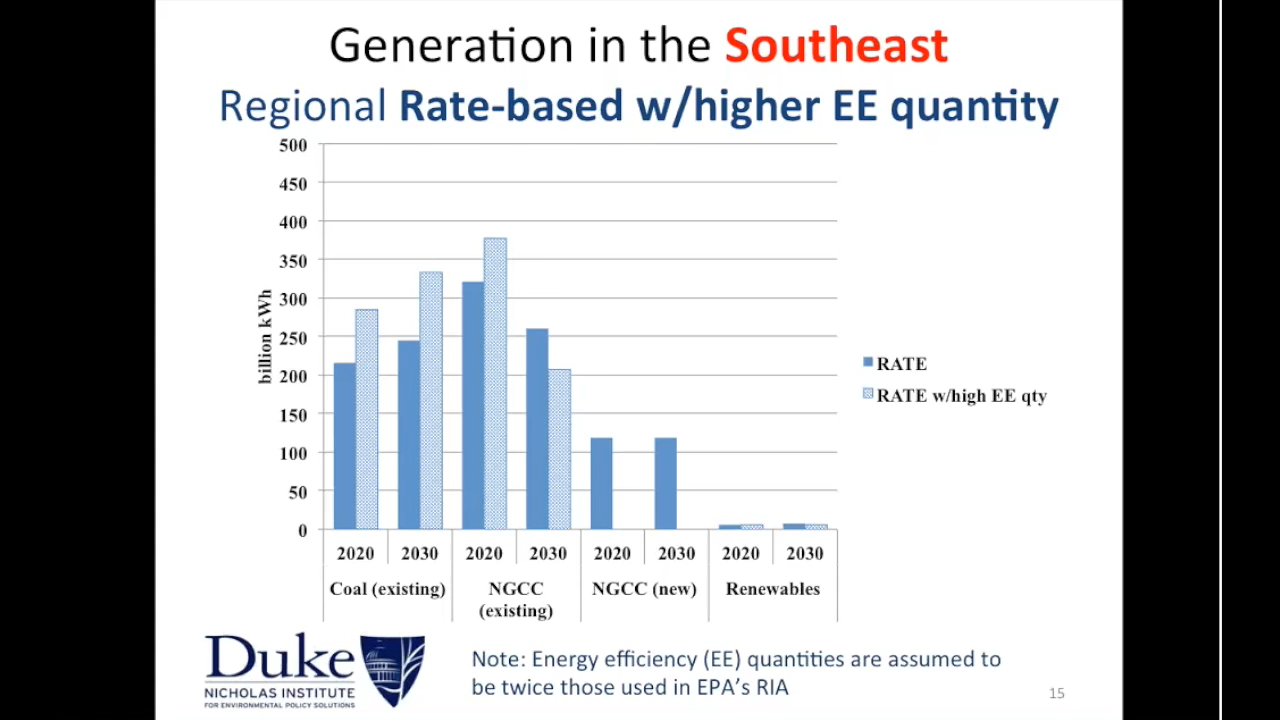 Generation in the Southeast
Regional Rate-based w/higher EE quantity
500
450
400
350
300
250
200
150
100
50
0
billion kWh
2020 2030 2020 2030 2020 2030 2020 2030
Coal (existing) NGCC (existing) NGCC (new) Renewables
RATE
RATE w/high EE qty
Duke
NICHOLAS INSTITUTE
FOR ENVIRONMENTAL POLICY SOLUTIONS
Note: Energy efficiency (EE) quantities are assumed to
be twice those used in EPA's RIA
15